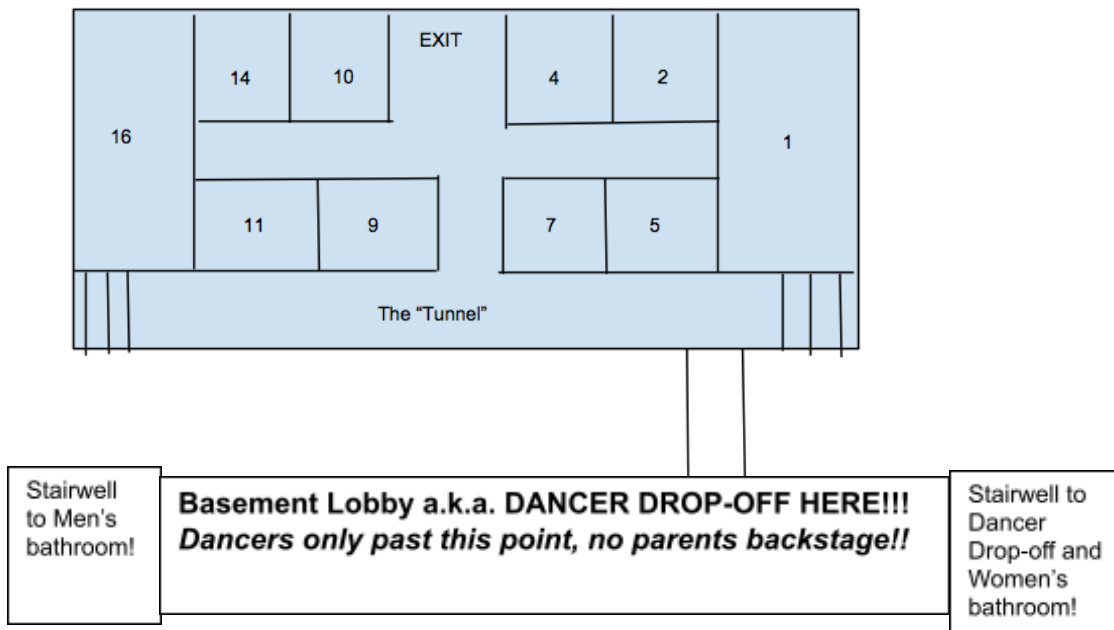 EXIT
14
10
4
2
16
1
11
9
7
5
The “Tunnel”
Stairwell
to Men’s
bathroom!
Basement Lobby a.k.a. DANCER DROP-OFF HERE!!!
Dancers only past this point, no parents backstage!!
Stairwell to
Dancer
Drop-off and
Women’s
bathroom!